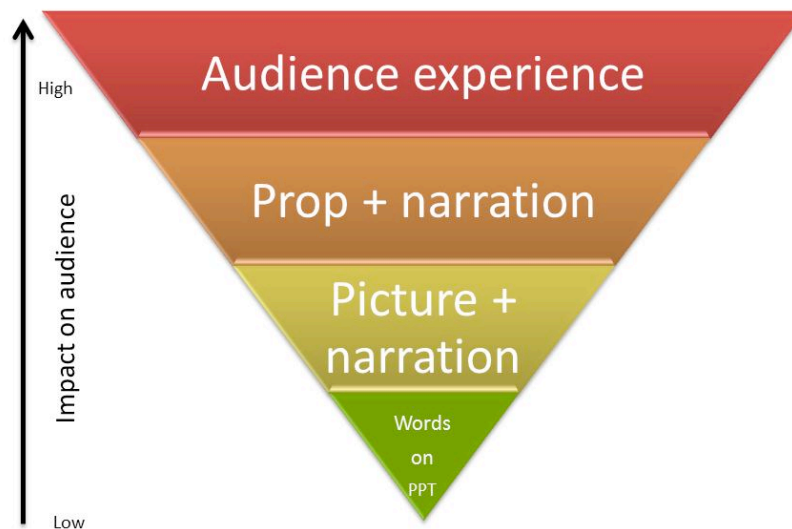 Audience experience
High
Prop + narration
Impact on audience
Picture +
narration
Words
on
PPT
Low